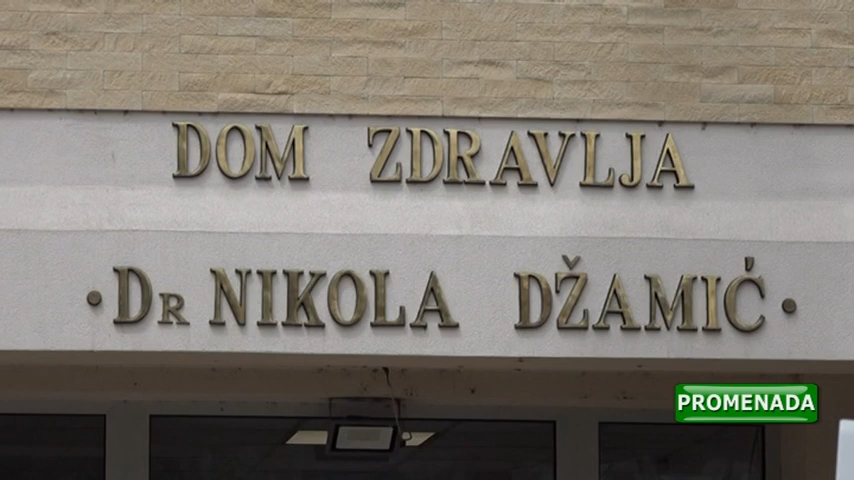 DOM ZDRAVLJA
• DR NIKOLA DŽAMIĆ •
PROMENADA